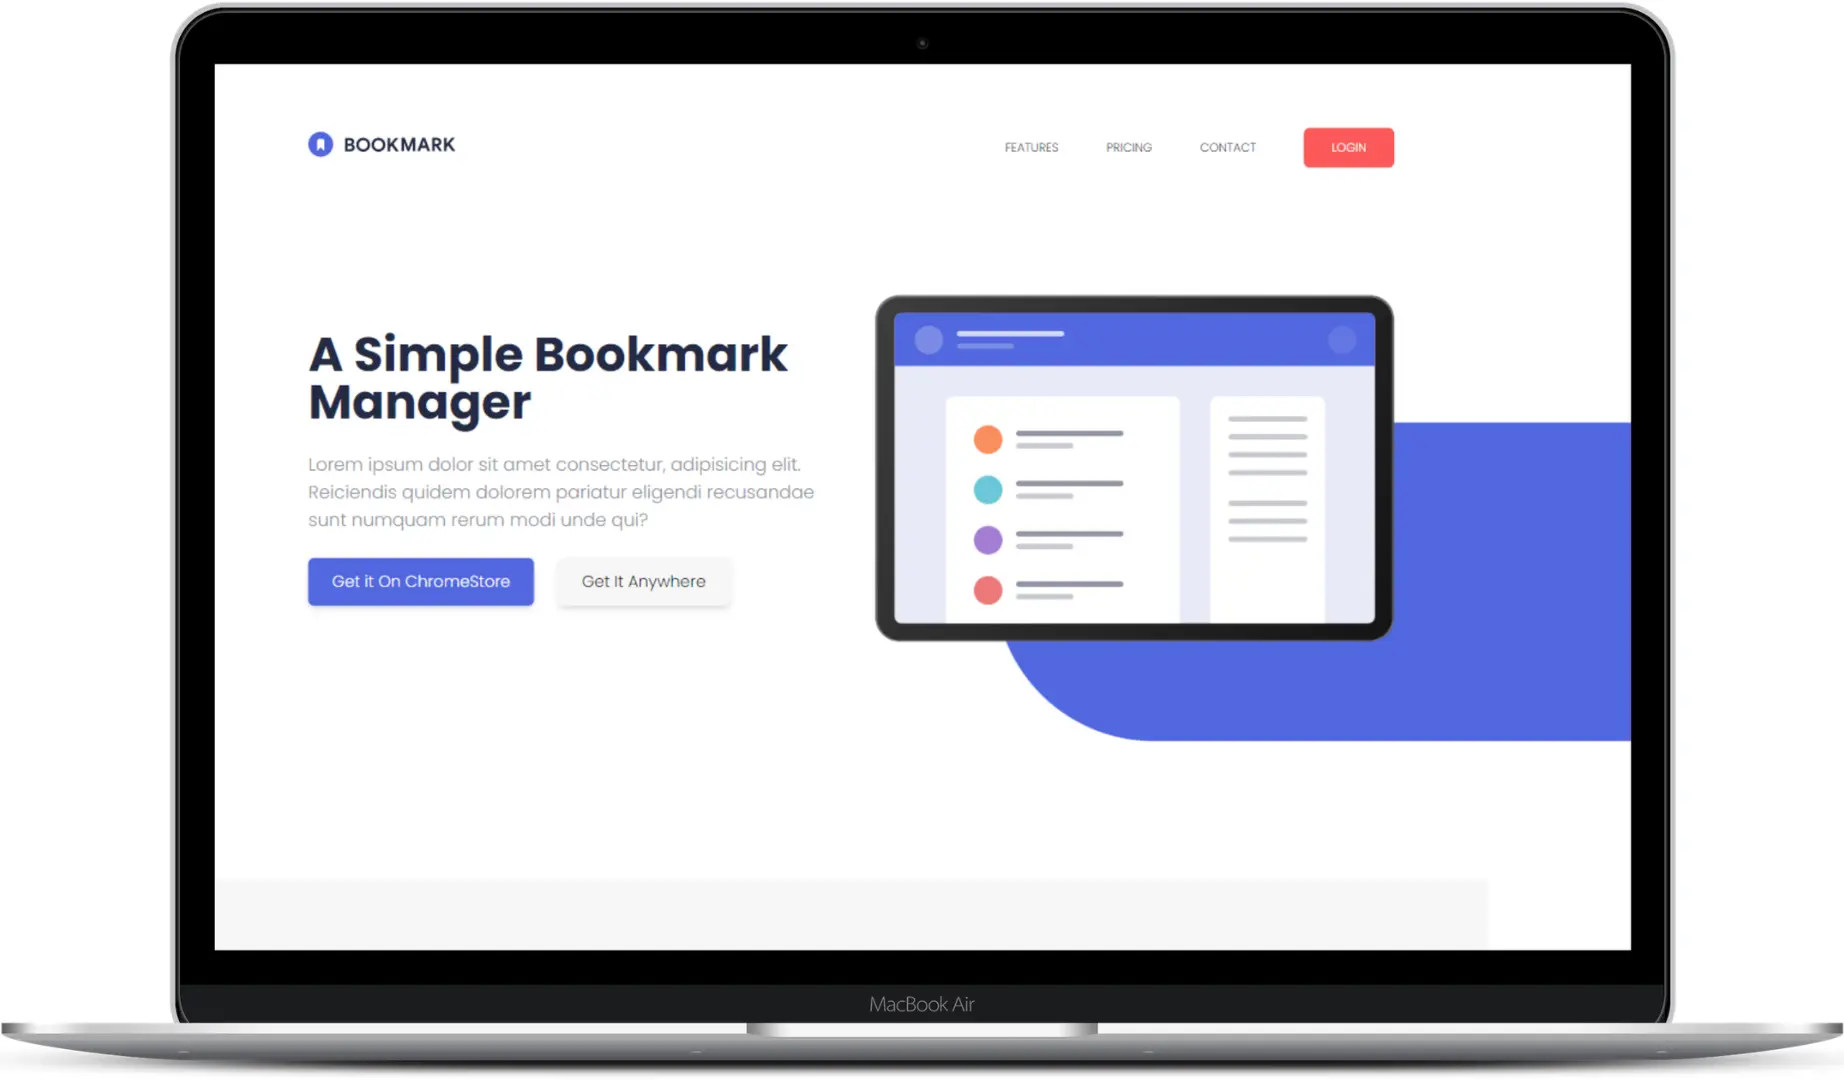 BOOKMARK
FEATURES PRICING CONTACT LOGIN
A Simple Bookmark
Manager
Lorem ipsum dolor sit amet consectetur, adipisicing elit.
Reiciendis quidem dolorem pariatur eligendi recusandae
sunt numquam rerum modi unde qui?
Get it On ChromeStore Get It Anywhere
MacBook Air